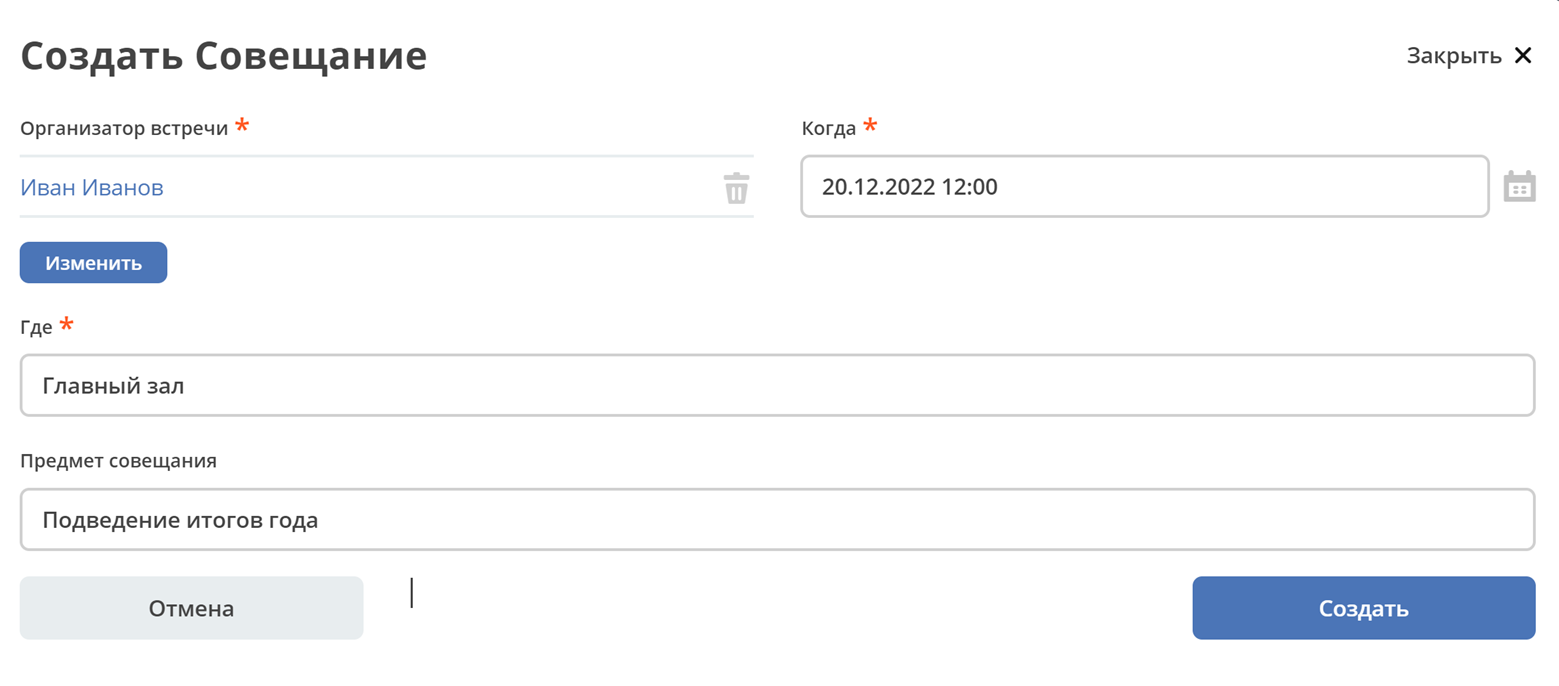 Создать Совещание
Закрыть ✕
Организатор встречи *
Когда *
Иван Иванов
20.12.2022 12:00
Изменить
Где *
Главный зал
Предмет совещания
Подведение итогов года
Отмена
Создать